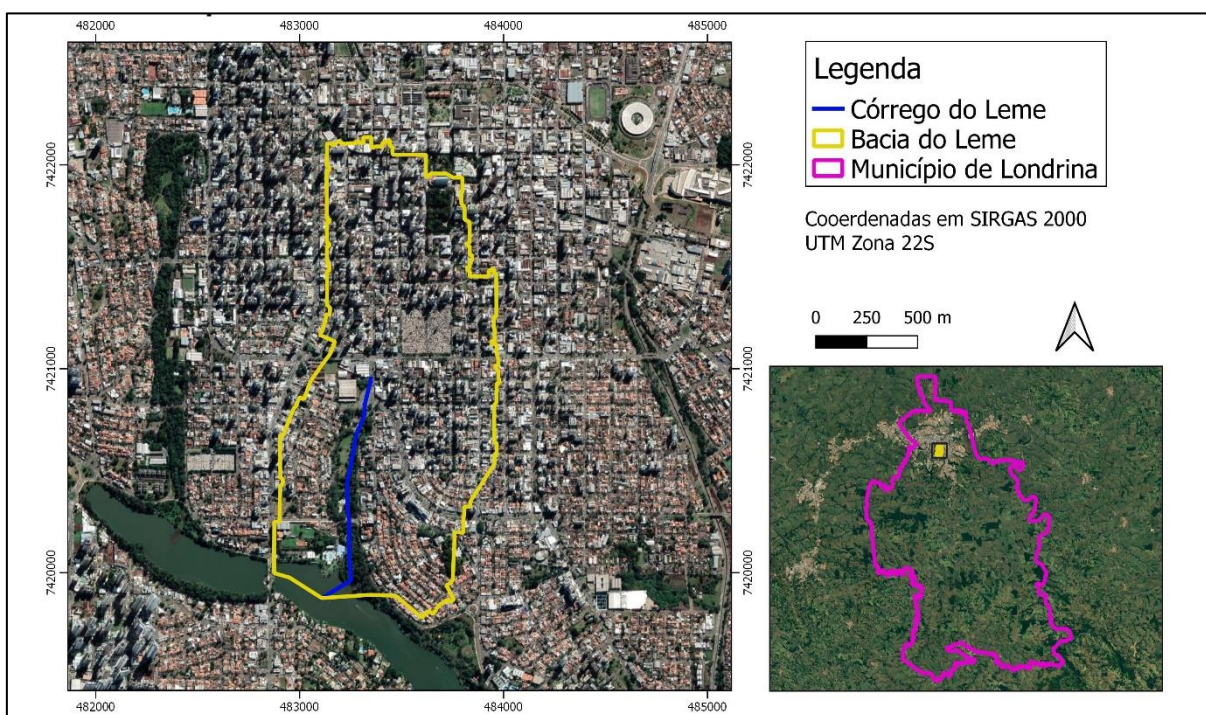 482000 483000 484000 485000
7422000 7422000
7421000 7421000
7420000 7420000
482000 483000 484000 485000
Legenda
Córrego do Leme
Bacia do Leme
Município de Londrina
Cooerdenadas em SIRGAS 2000
UTM Zona 22S
0 250 500 m